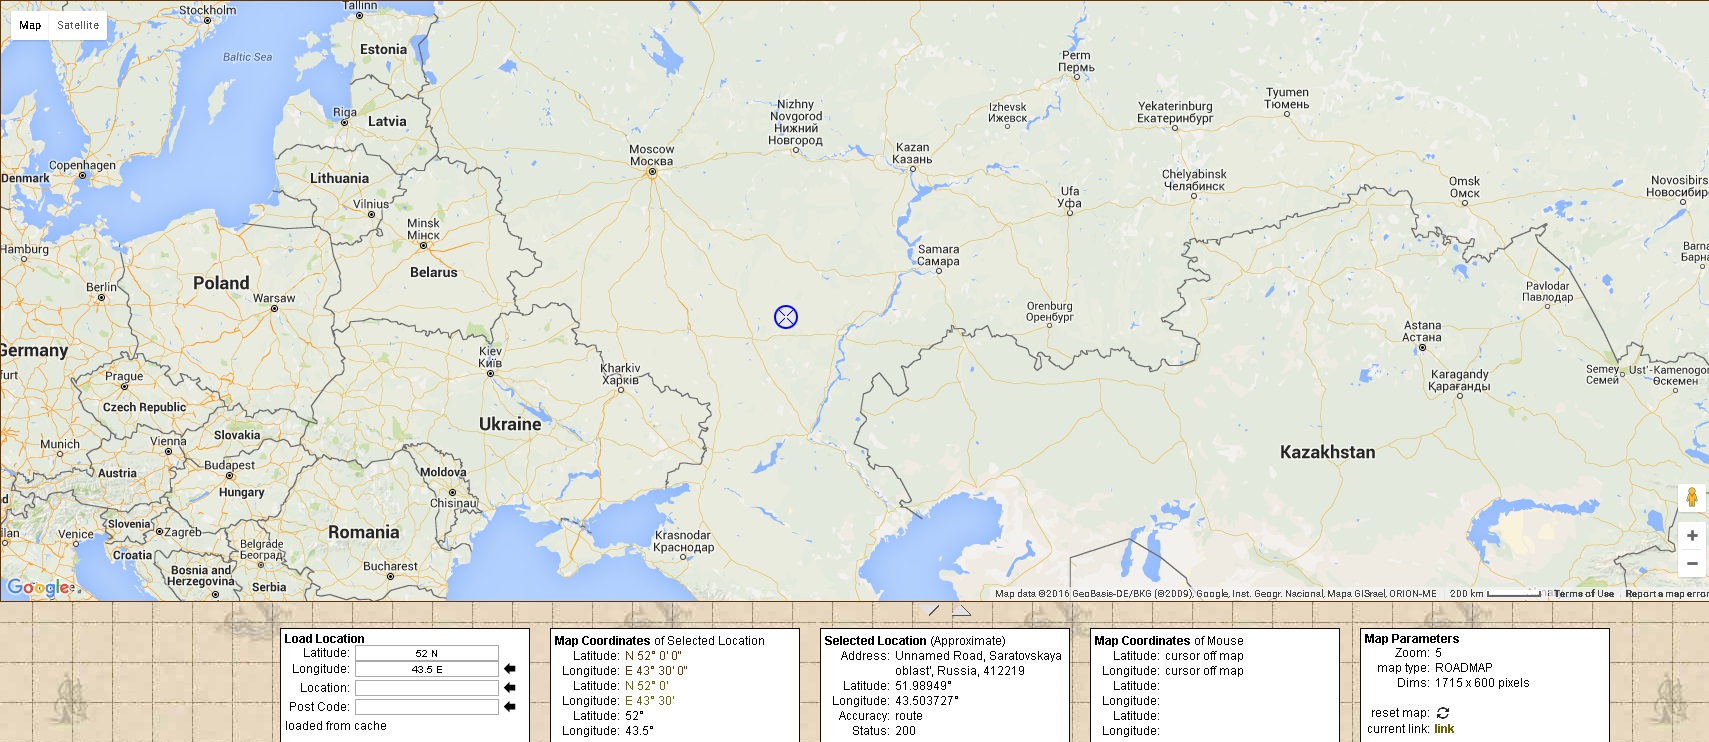 Map
Satellite
Stockholm
Tallinn
Baltic Sea
Estonia
Riga
Latvia
Copenhagen
Denmark
Lithuania
Vilnius
Hamburg
Minsk
Мінск
Belarus
Berlin
Poland
Warsaw
Germany
Prague
Czech Republic
Munich
Vienna
Slovakia
Austria
Budapest
Hungary
Slovenia
Zagreb
Venice
Croatia
Belgrade
Београд
Bosnia and
Herzegovina
Serbia
Romania
Bucharest
Moldova
Chisinau
Kiev
Київ
Ukraine
Kharkiv
Харків
Krasnodar
Краснодар
Moscow
Москва
Nizhny
Novgorod
Нижний
Новгород
Kazan
Казань
Samara
Самара
Izhevsk
Ижевск
Perm
Пермь
Ufa
Уфа
Orenburg
Оренбург
Yekaterinburg
Екатеринбург
Chelyabinsk
Челябинск
Tyumen
Тюмень
Omsk
Омск
Novosibirs
Новосибир
Barna
Барна
Pavlodar
Павлодар
Astana
Астана
Karagandy
Қарағанды
Semey
Семей
Ust'-Kamenogor
Өскемен
Kazakhstan
Google
Map data ©2016 GeoBasis-DE/BKG (©2009), Google, Inst. Geogr. Nacional, Mapa GISrael, ORION-ME
200 km
Terms of Use
Report a map error
Load Location
Latitude: 52 N
Longitude: 43.5 E
Location:
Post Code:
loaded from cache
Map Coordinates of Selected Location
Latitude: N 52° 0' 0"
Longitude: E 43° 30' 0"
Latitude: N 52° 0'
Longitude: E 43° 30'
Latitude: 52°
Longitude: 43.5°
Selected Location (Approximate)
Address: Unnamed Road, Saratovskaya
oblast', Russia, 412219
Latitude: 51.98949°
Longitude: 43.503727°
Accuracy: route
Status: 200
Map Coordinates of Mouse
Latitude: cursor off map
Longitude: cursor off map
Latitude:
Longitude:
Latitude:
Longitude:
Map Parameters
Zoom: 5
map type: ROADMAP
Dims: 1715 x 600 pixels
reset map:
current link: link